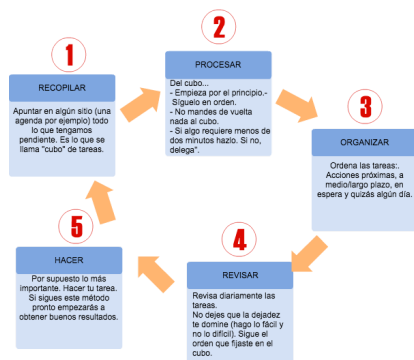 1
RECOPILAR
Apuntar en algún sitio (una
agenda por ejemplo) todo
lo que tengamos
pendiente. Es lo que se
llama "cubo" de tareas.
2
PROCESAR
Del cubo...
- Empieza por el principio.-
Síguelo en orden.
- No mandes de vuelta
nada al cubo.
- Si algo requiere menos de
dos minutos hazlo. Si no,
delega".
3
ORGANIZAR
Ordena las tareas:.
Acciones próximas, a
medio/largo plazo, en
espera y quizás algún día.
4
REVISAR
Revisa diariamente las
tareas.
No dejes que la dejadez
te domine (hago lo fácil y
no lo difícil). Sigue el
orden que fijaste en el
cubo.
5
HACER
Por supuesto lo más
importante. Hacer tu tarea.
Si sigues este método
pronto empezarás a
obtener buenos resultados.